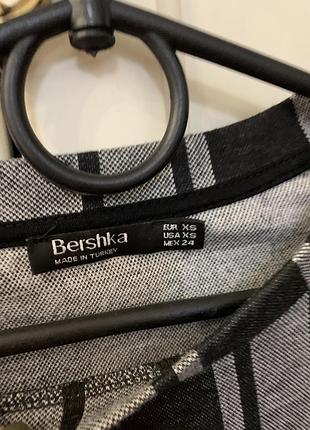 Bershka
MADE IN TURKEY
EUR XS
USA XS
MEX 24